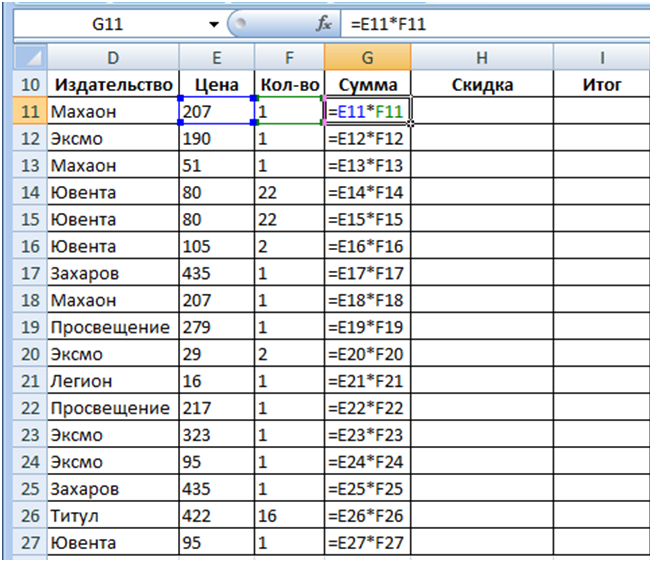 G11 fx =E11*F11
D E F G H I
10 Издательство Цена Кол-во Сумма Скидка Итог
11 Махаон 207 1 =E11*F11
12 Эксмо 190 1 =E12*F12
13 Махаон 51 1 =E13*F13
14 Ювента 80 22 =E14*F14
15 Ювента 80 22 =E15*F15
16 Ювента 105 2 =E16*F16
17 Захаров 435 1 =E17*F17
18 Махаон 207 1 =E18*F18
19 Просвещение 279 1 =E19*F19
20 Эксмо 29 2 =E20*F20
21 Легион 16 1 =E21*F21
22 Просвещение 217 1 =E22*F22
23 Эксмо 323 1 =E23*F23
24 Эксмо 95 1 =E24*F24
25 Захаров 435 1 =E25*F25
26 Титул 422 16 =E26*F26
27 Ювента 95 1 =E27*F27